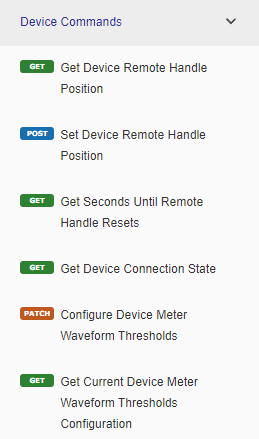 Device Commands
GET Get Device Remote Handle
Position
POST Set Device Remote Handle
Position
GET Get Seconds Until Remote
Handle Resets
GET Get Device Connection State
PATCH Configure Device Meter
Waveform Thresholds
GET Get Current Device Meter
Waveform Thresholds
Configuration